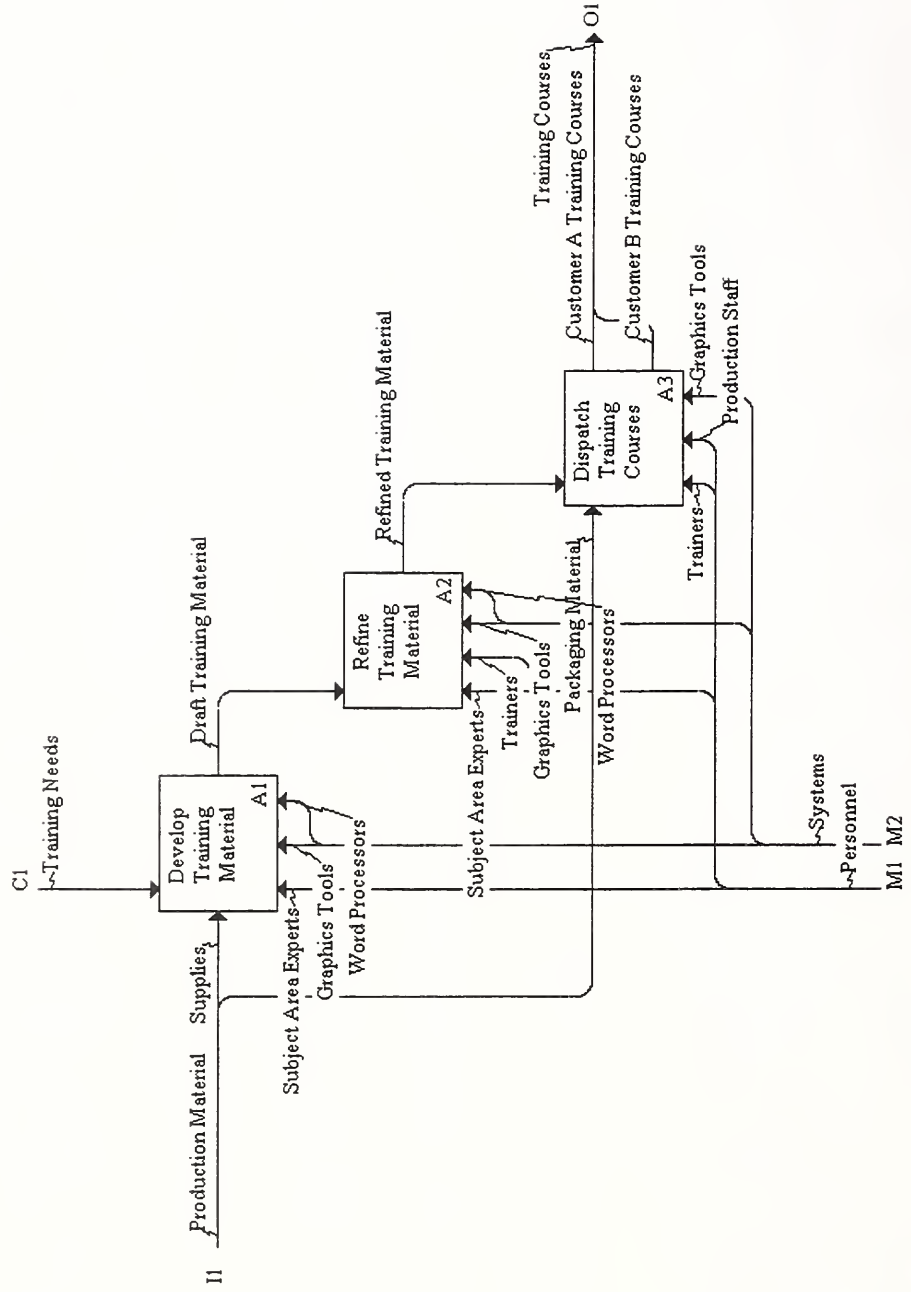 C1
Training Needs
I1
Production Material
Supplies
Develop
Training
Material
A1
Draft Training Material
Subject Area Experts
Graphics Tools
Word Processors
Refine
Training
Material
A2
Refined Training Material
Subject Area Experts
Trainers
Graphics Tools
Packaging Material
Word Processors
Dispatch
Training
Courses
A3
Training Courses
O1
Customer A Training Courses
Customer B Training Courses
Trainers
Graphics Tools
Production Staff
Systems
Personnel
M1
M2